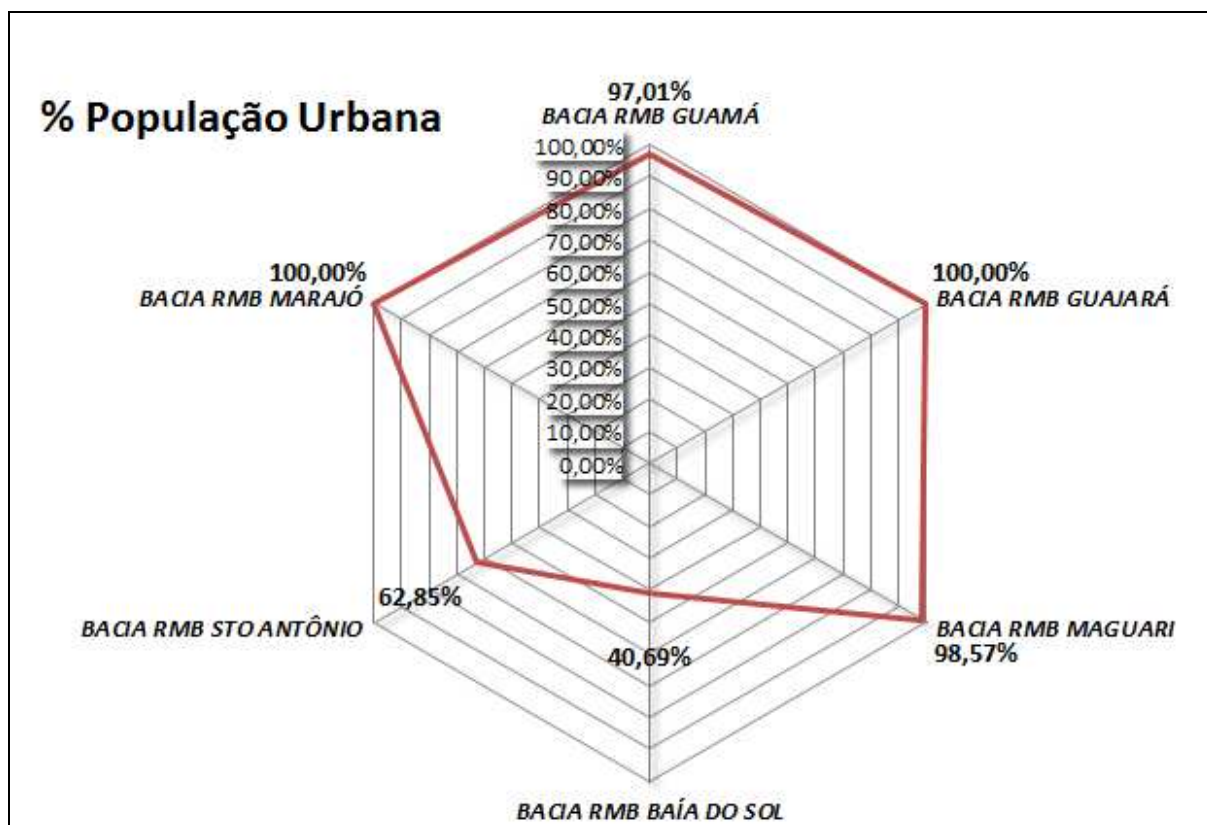 % População Urbana
97,01%
BACIA RMB GUAMÁ
100,00%
90,00%
80,00%
70,00%
60,00%
50,00%
40,00%
30,00%
20,00%
10,00%
0,00%
100,00%
BACIA RMB MARAJÓ
100,00%
BACIA RMB GUAJARÁ
62,85%
BACIA RMB STO ANTÔNIO
40,69%
BACIA RMB MAGUARI
98,57%
BACIA RMB BAÍA DO SOL